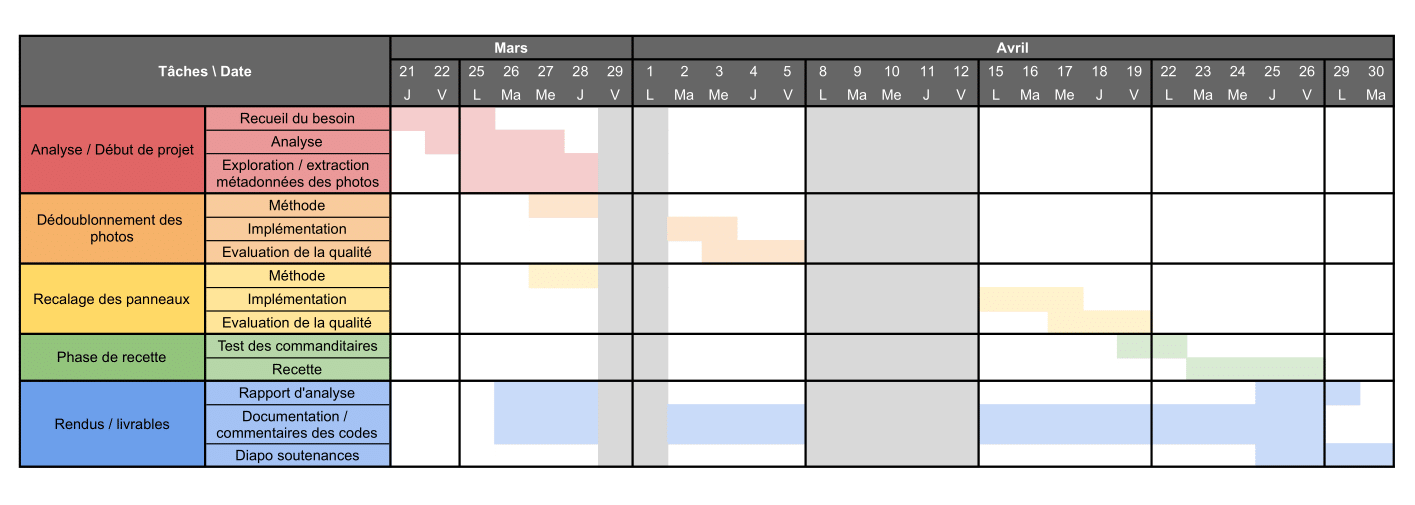 Tâches \ Date
Mars
Avril
21 22 25 26 27 28 29 1 2 3 4 5 8 9 10 11 12 15 16 17 18 19 22 23 24 25 26 29 30
J V L Ma Me J V L Ma Me J V L Ma Me J V L Ma Me J V L Ma Me J V L Ma
Analyse / Début de projet
Recueil du besoin
Analyse
Exploration / extraction
métadonnées des photos
Dédoublonnement des
photos
Méthode
Implémentation
Evaluation de la qualité
Recalage des panneaux
Méthode
Implémentation
Evaluation de la qualité
Phase de recette
Test des commanditaires
Recette
Rendus / livrables
Rapport d'analyse
Documentation /
commentaires des codes
Diapo soutenances